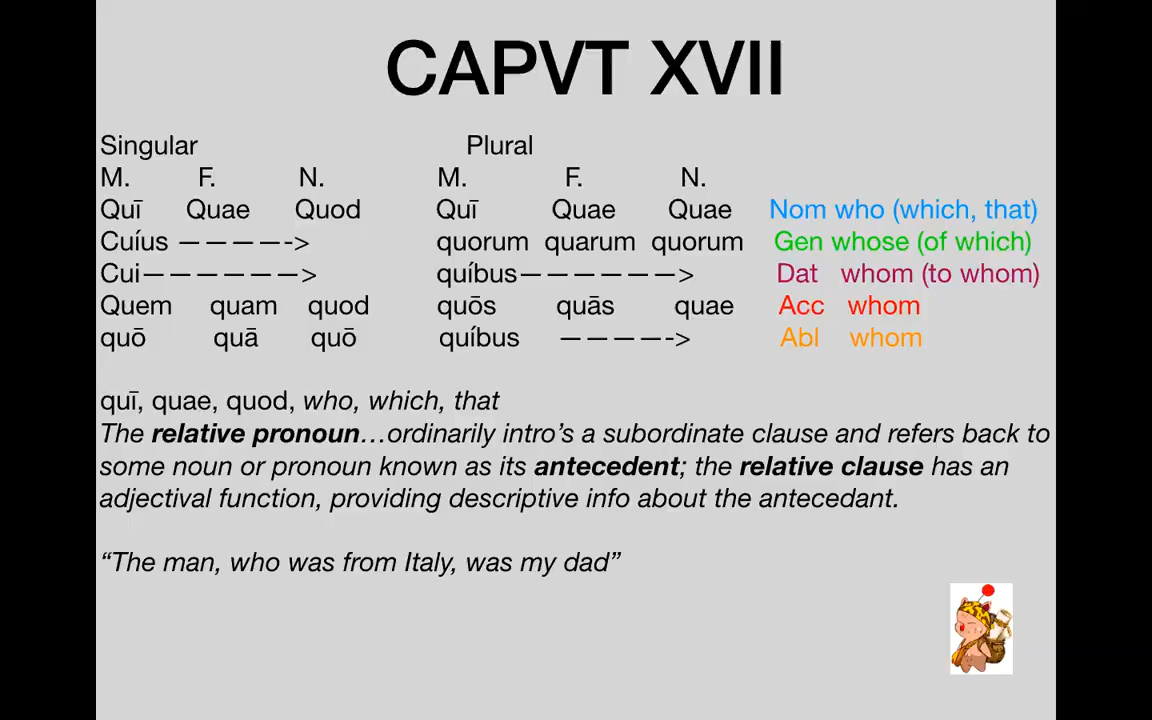 CAPVT XVII
Singular Plural
M. F. N. M. F. N.
Quī Quae Quod Quī Quae Quae Nom who (which, that)
Cuíus ————-> quorum quarum quorum Gen whose (of which)
Cui——————> quíbus——————> Dat whom (to whom)
Quem quam quod quōs quās quae Acc whom
quō quā quō quíbus ————-> Abl whom
quī, quae, quod, who, which, that
The relative pronoun…ordinarily intro’s a subordinate clause and refers back to
some noun or pronoun known as its antecedent; the relative clause has an
adjectival function, providing descriptive info about the antecedant.
“The man, who was from Italy, was my dad”